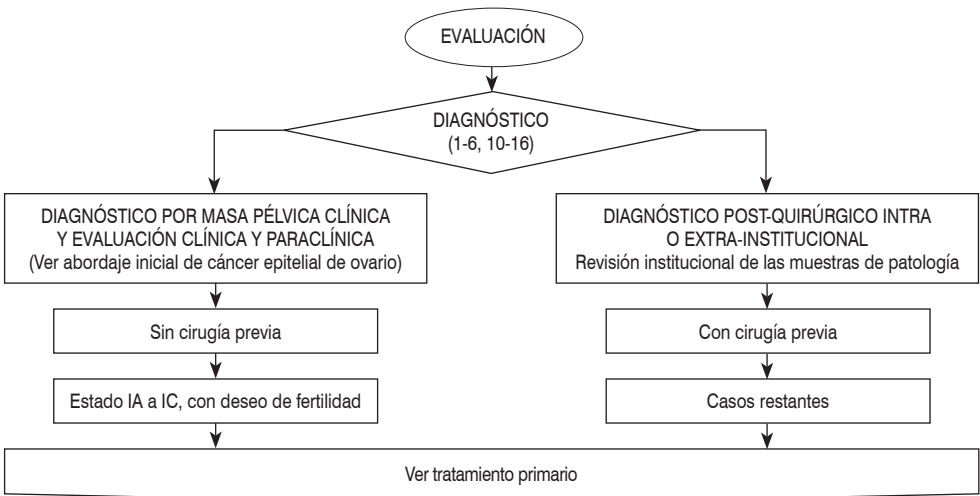 EVALUACIÓN
DIAGNÓSTICO
(1-6, 10-16)
DIAGNÓSTICO POR MASA PÉLVICA CLÍNICA
Y EVALUACIÓN CLÍNICA Y PARACLÍNICA
(Ver abordaje inicial de cáncer epitelial de ovario)
DIAGNÓSTICO POST-QUIRÚRGICO INTRA
O EXTRA-INSTITUCIONAL
Revisión institucional de las muestras de patología
Sin cirugía previa
Con cirugía previa
Estado IA a IC, con deseo de fertilidad
Casos restantes
Ver tratamiento primario